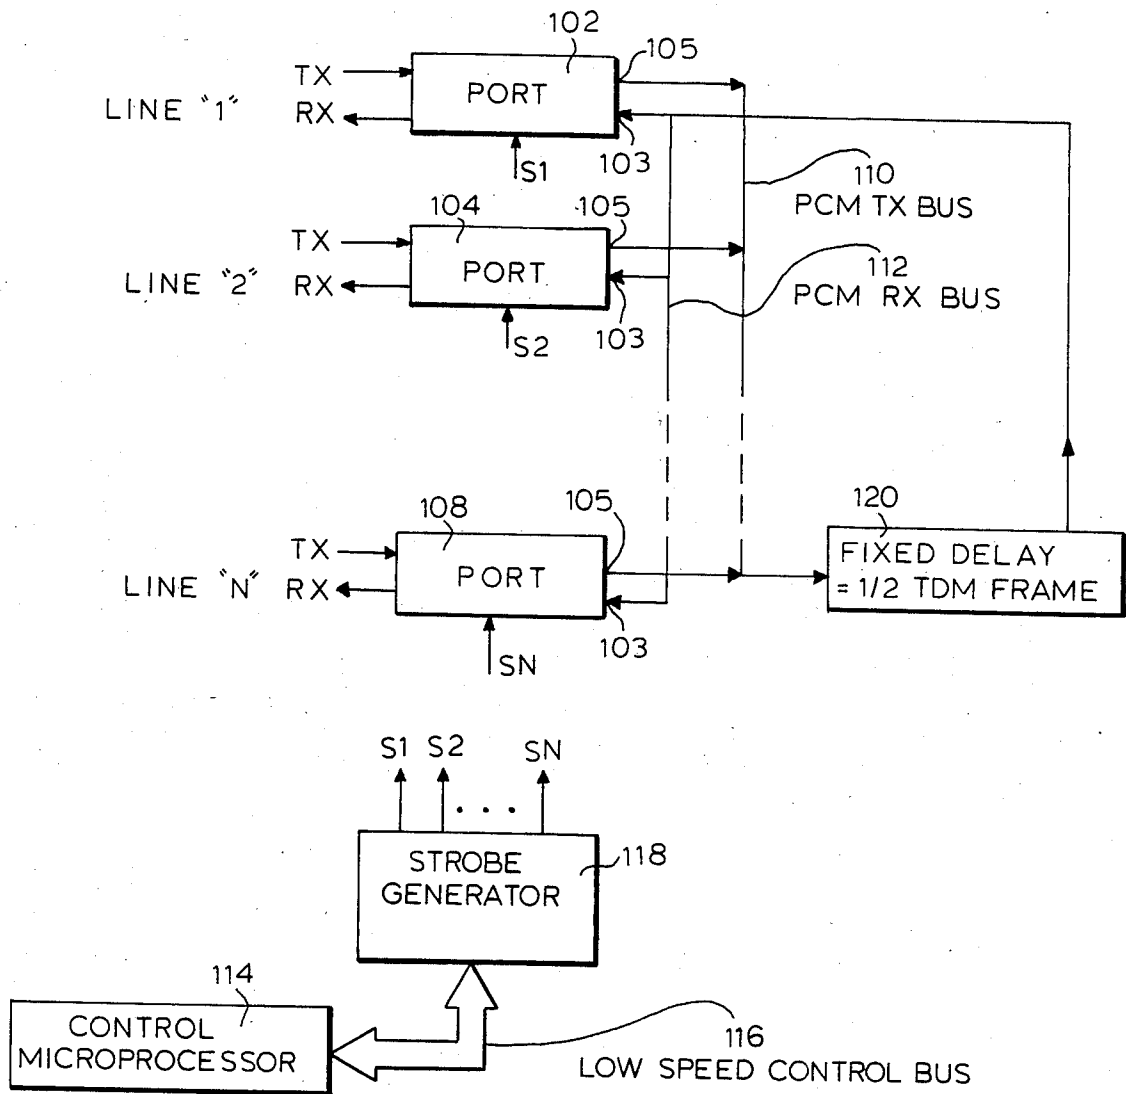 102
105
TX
PORT
LINE "1"
RX
103
S1
110
PCM TX BUS
104
105
TX
PORT
LINE "2"
RX
112
PCM RX BUS
103
S2
108
105
120
TX
PORT
FIXED DELAY
= 1/2 TDM FRAME
LINE "N"
RX
103
SN
S1 S2 SN
. . .
STROBE
GENERATOR
118
114
CONTROL
MICROPROCESSOR
116
LOW SPEED CONTROL BUS